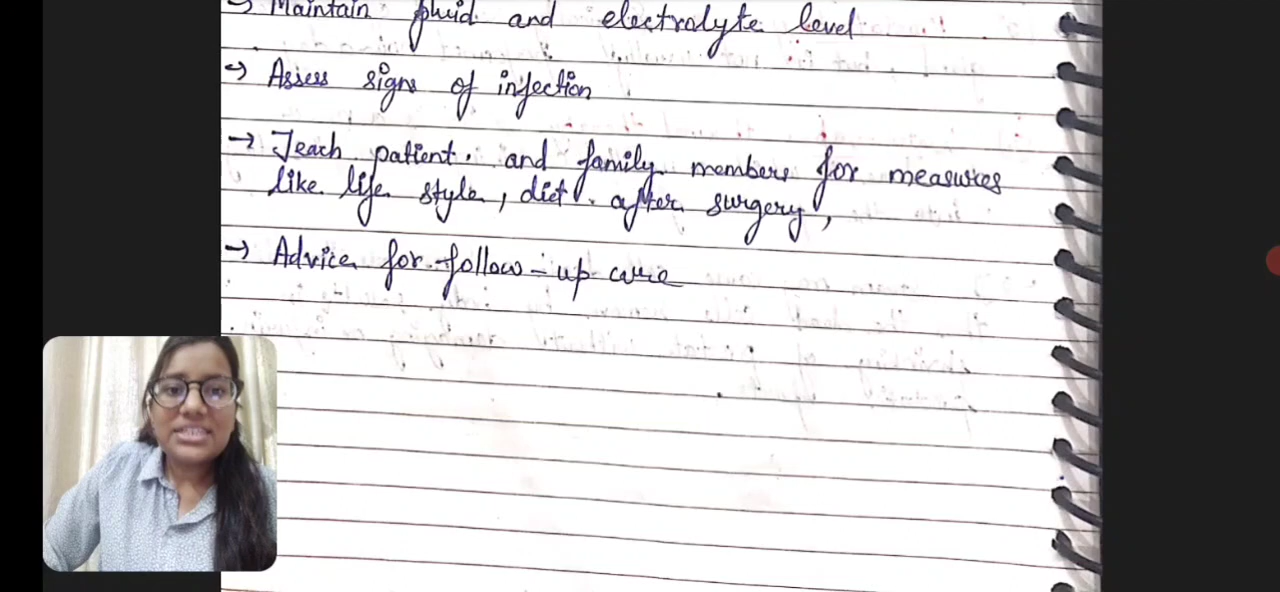 → Maintain fluid and electrolyte level
→ Assess signs of infection
→ Teach patient and family members for measures
like life style, diet after surgery,
→ Advice for follow-up care